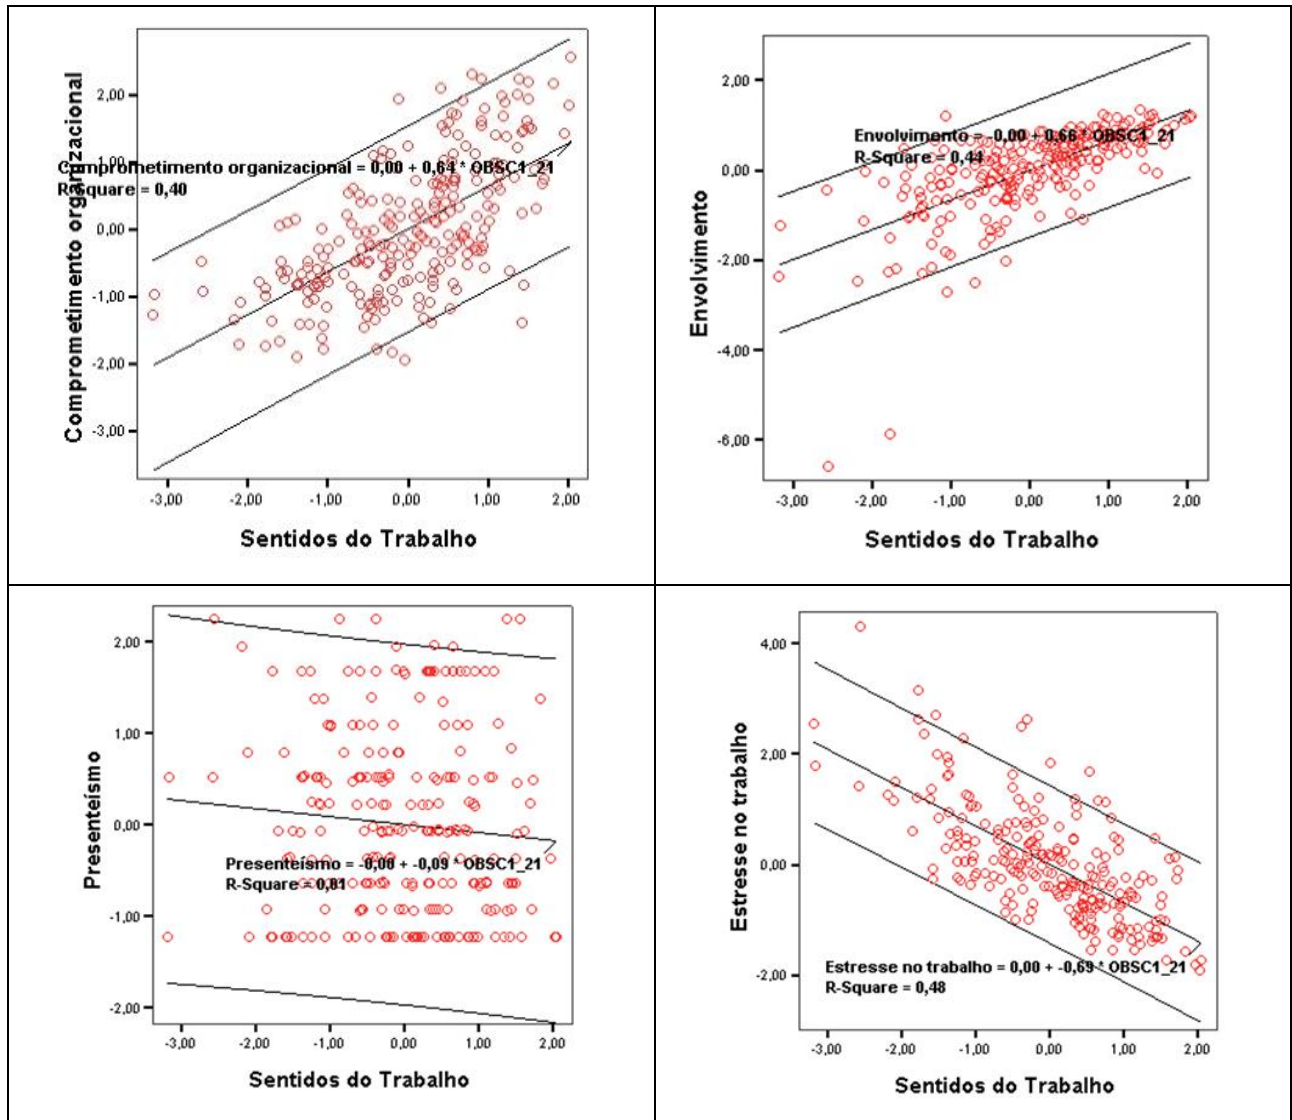 Comprometimento organizacional
2,00
1,00
0,00
-1,00
-2,00
-3,00
Comprometimento organizacional = 0,00 + 0,64 * OBSC1_21
R-Square = 0,40
-3,00 -2,00 -1,00 0,00 1,00 2,00
Sentidos do Trabalho
Envolvimento
2,00
0,00
-2,00
-4,00
-6,00
Envolvimento = -0,00 + 0,66 * OBSC1_21
R-Square = 0,44
-3,00 -2,00 -1,00 0,00 1,00 2,00
Sentidos do Trabalho
Presenteísmo
2,00
1,00
0,00
-1,00
-2,00
Presenteísmo = -0,00 + -0,09 * OBSC1_21
R-Square = 0,01
-3,00 -2,00 -1,00 0,00 1,00 2,00
Sentidos do Trabalho
Estresse no trabalho
4,00
2,00
0,00
-2,00
Estresse no trabalho = 0,00 + -0,69 * OBSC1_21
R-Square = 0,48
-3,00 -2,00 -1,00 0,00 1,00 2,00
Sentidos do Trabalho